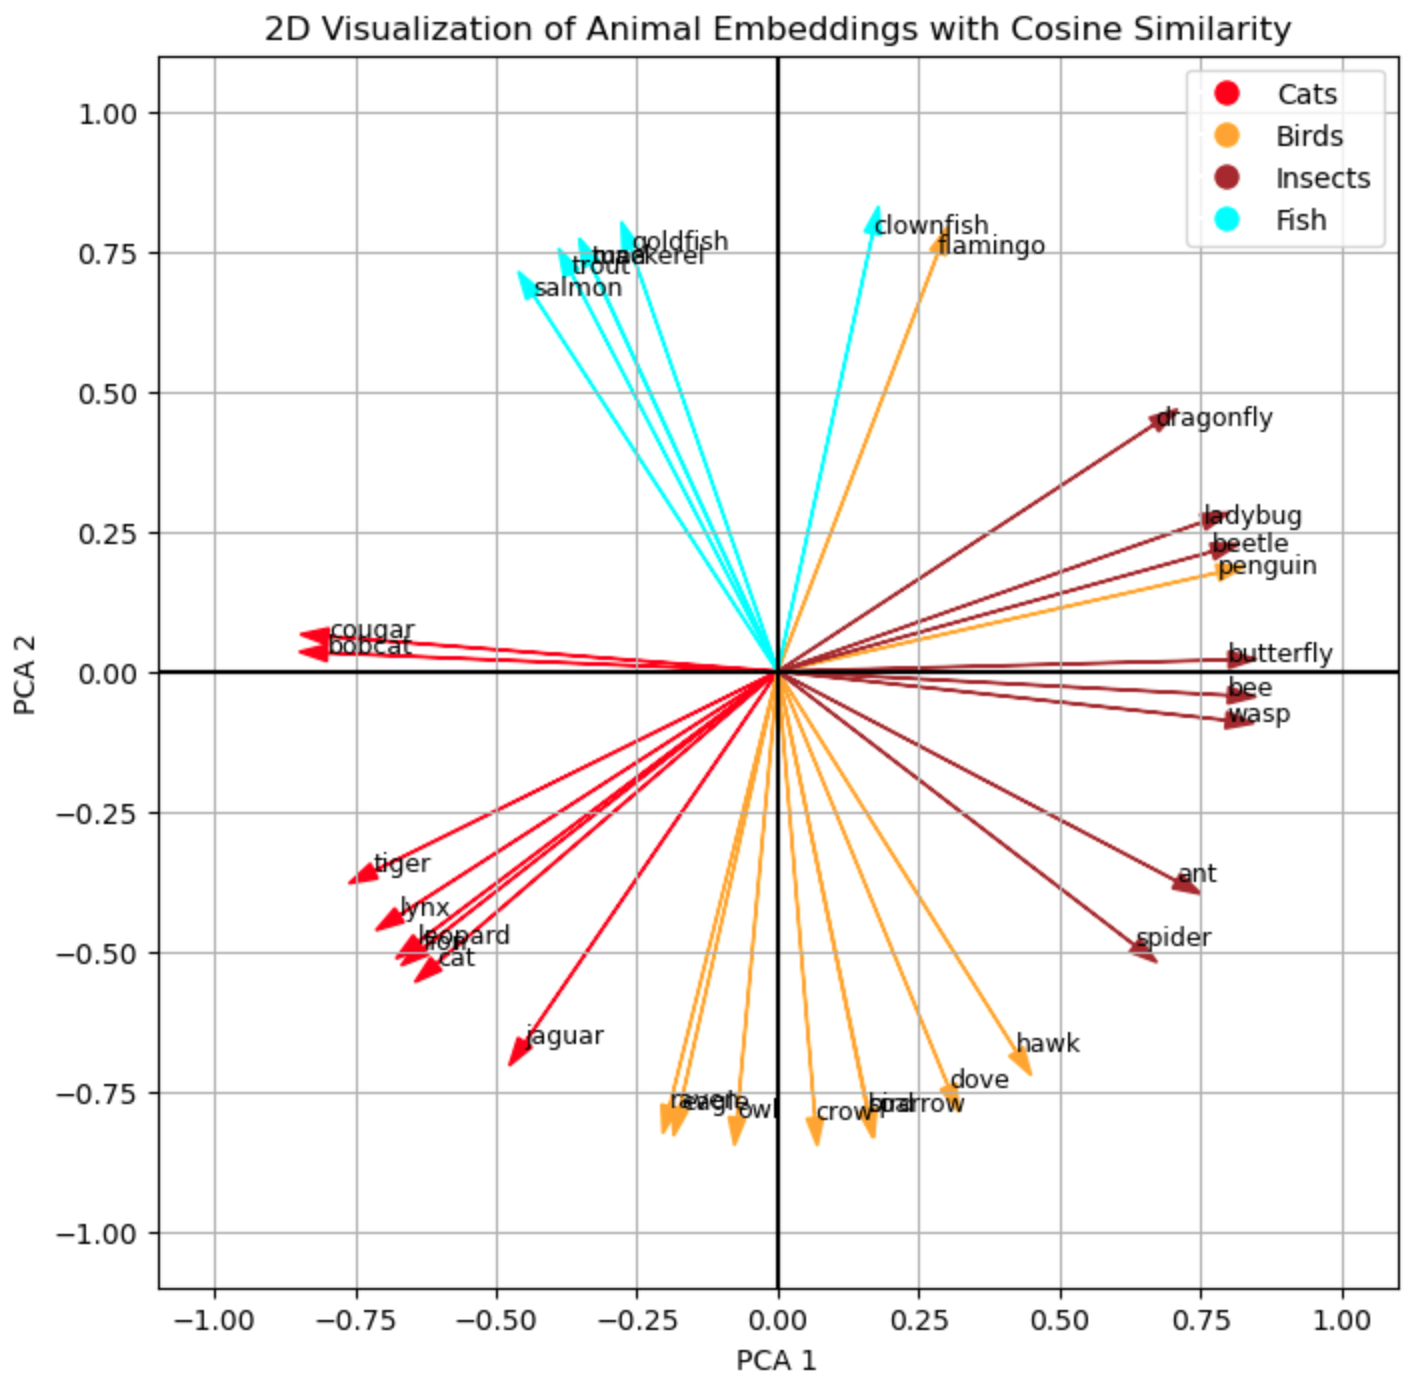 2D Visualization of Animal Embeddings with Cosine Similarity
Cats
Birds
Insects
Fish
1.00
0.75
0.50
0.25
0.00
−0.25
−0.50
−0.75
−1.00
PCA 2
clownfish
flamingo
goldfish
mackerel
trout
salmon
dragonfly
ladybug
beetle
penguin
cougar
bobcat
butterfly
bee
wasp
tiger
ant
lynx
leopard
lion
spider
cat
jaguar
hawk
dove
raven
eagle
owl
crow
sparrow
−1.00 −0.75 −0.50 −0.25 0.00 0.25 0.50 0.75 1.00
PCA 1